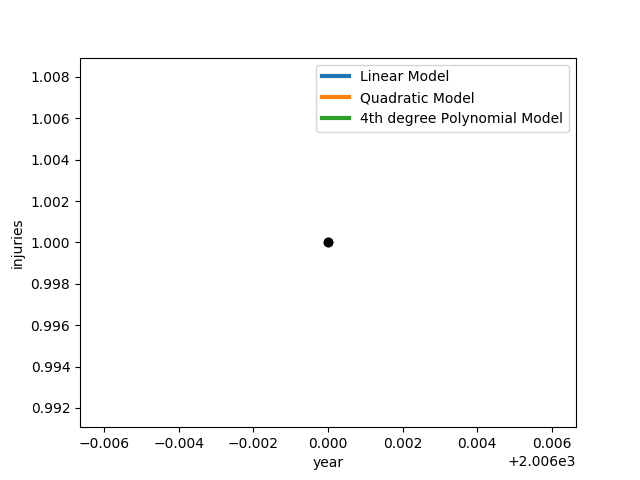 Linear Model
Quadratic Model
4th degree Polynomial Model
1.008
1.006
1.004
1.002
1.000
0.998
0.996
0.994
0.992
injuries
−0.006 −0.004 −0.002 0.000 0.002 0.004 0.006
year
+2.006e3